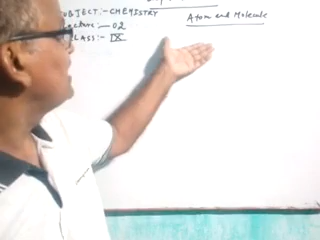 SUBJECT:- CHEMISTRY
Atom and Molecule
Lecture:- 02
CLASS:- IX